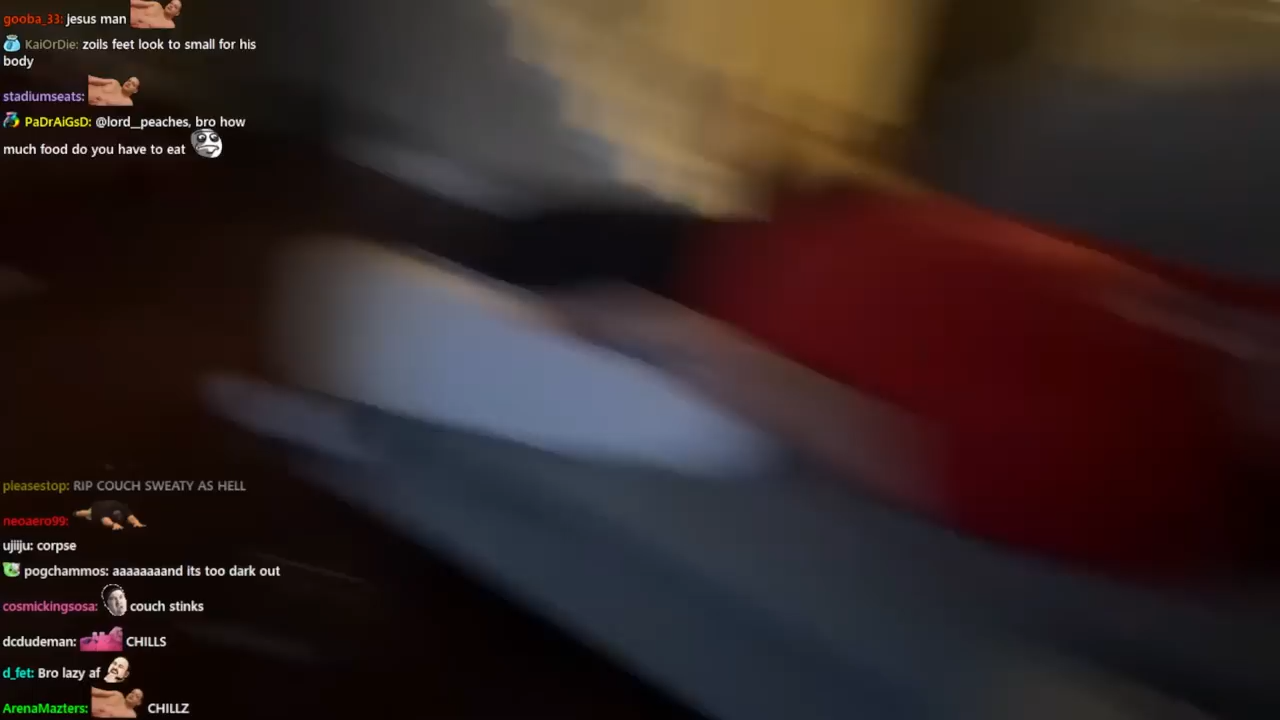 gooba_33: jesus man
KaiOrDie: zoils feet look to small for his
body
stadiumseats:
PaDrAiGsD: @lord__peaches, bro how
much food do you have to eat
pleasestop: RIP COUCH SWEATY AS HELL
neoaero99:
ujiiju: corpse
pogchammos: aaaaaaaand its too dark out
cosmickingsosa: couch stinks
dcdudeman: CHILLS
d_fet: Bro lazy af
ArenaMazters: CHILLZ